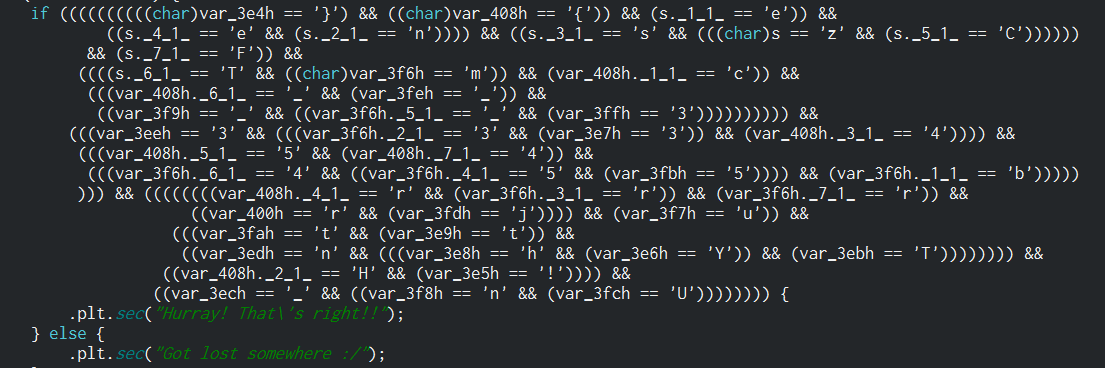 if ((((((((((char)var_3e4h == '}') && ((char)var_408h == '{')) && (s._1_1_ == 'e')) &&
((s._4_1_ == 'e' && (s._2_1_ == 'n')))) && ((s._3_1_ == 's' && (((char)s == 'z' && (s._5_1_ == 'C'))))))
&& (s._7_1_ == 'F')) &&
((((s._6_1_ == 'T' && ((char)var_3f6h == 'm')) && (var_408h._1_1_ == 'c')) &&
(((var_408h._6_1_ == '_' && (var_3feh == '_')) &&
((var_3f9h == '_' && ((var_3f6h._5_1_ == '_' && (var_3ffh == '3')))))))))) &&
(((var_3eeh == '3' && (((var_3f6h._2_1_ == '3' && (var_3e7h == '3')) && (var_408h._3_1_ == '4')))) &&
(((var_408h._5_1_ == '5' && (var_408h._7_1_ == '4')) &&
(((var_3f6h._6_1_ == '4' && ((var_3f6h._4_1_ == '5' && (var_3fbh == '5')))) && (var_3f6h._1_1_ == 'b')))))
))) && ((((((((var_408h._4_1_ == 'r' && (var_3f6h._3_1_ == 'r')) && (var_3f6h._7_1_ == 'r')) &&
((var_400h == 'r' && (var_3fdh == 'j')))) && (var_3f7h == 'u')) &&
(((var_3fah == 't' && (var_3e9h == 't')) &&
((var_3edh == 'n' && (((var_3e8h == 'h' && (var_3e6h == 'Y')) && (var_3ebh == 'T')))))))) &&
((var_408h._2_1_ == 'H' && (var_3e5h == '!')))) &&
((var_3ech == '_' && ((var_3f8h == 'n' && (var_3fch == 'U')))))))) {
.plt.sec("Hurray! That\'s right!!");
} else {
.plt.sec("Got lost somewhere :/");